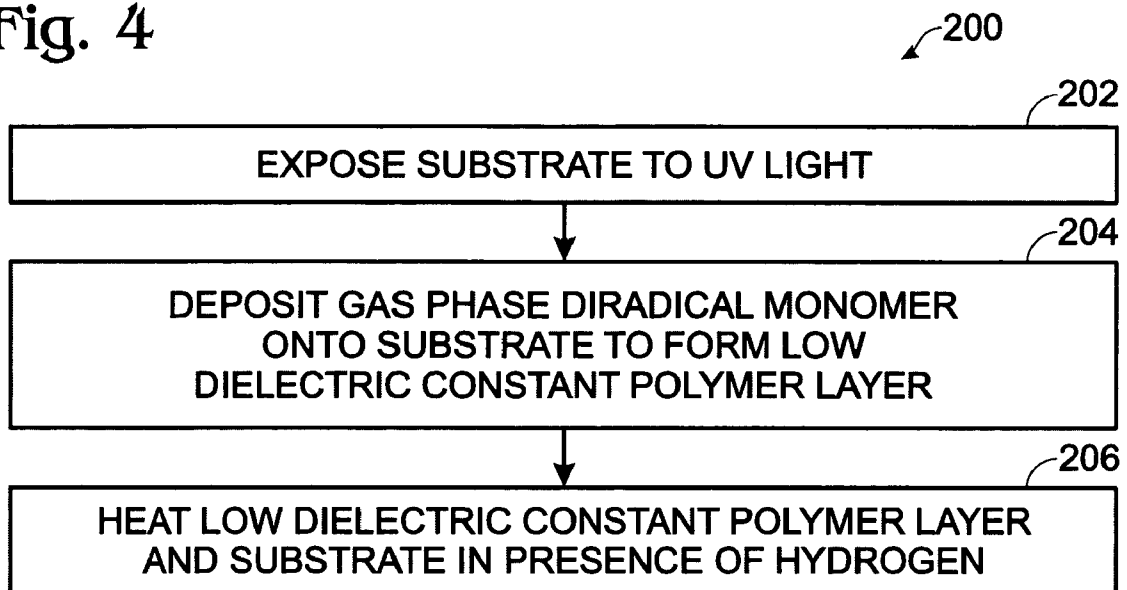 Fig. 4
200
202
EXPOSE SUBSTRATE TO UV LIGHT
204
DEPOSIT GAS PHASE DIRADICAL MONOMER
ONTO SUBSTRATE TO FORM LOW
DIELECTRIC CONSTANT POLYMER LAYER
206
HEAT LOW DIELECTRIC CONSTANT POLYMER LAYER
AND SUBSTRATE IN PRESENCE OF HYDROGEN